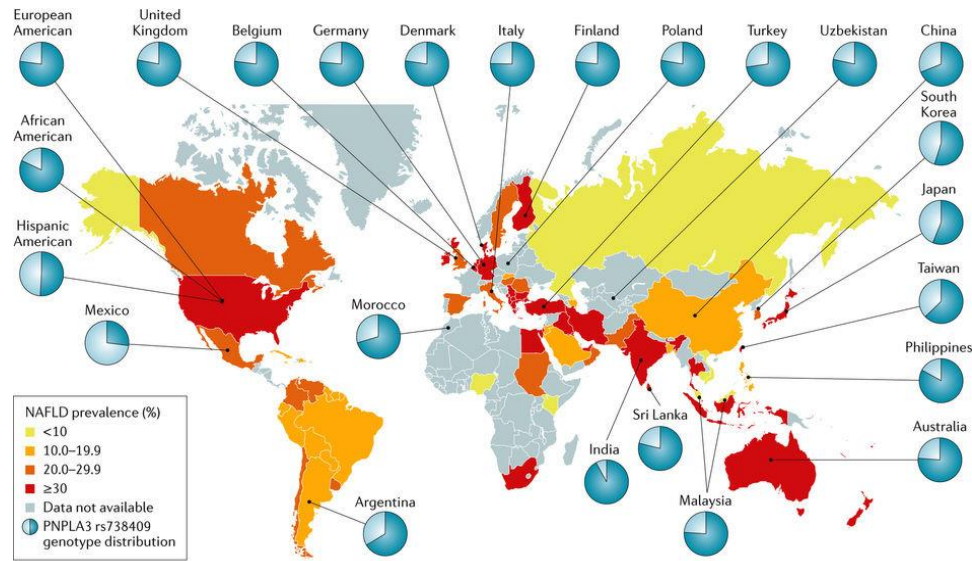 European
American
United
Kingdom
Belgium
Germany
Denmark
Italy
Finland
Poland
Turkey
Uzbekistan
China
African
American
South
Korea
Hispanic
American
Japan
Mexico
Morocco
Taiwan
Philippines
NAFLD prevalence (%)
<10
10.0–19.9
20.0–29.9
≥30
Data not available
PNPLA3 rs738409
genotype distribution
Argentina
India
Sri Lanka
Malaysia
Australia